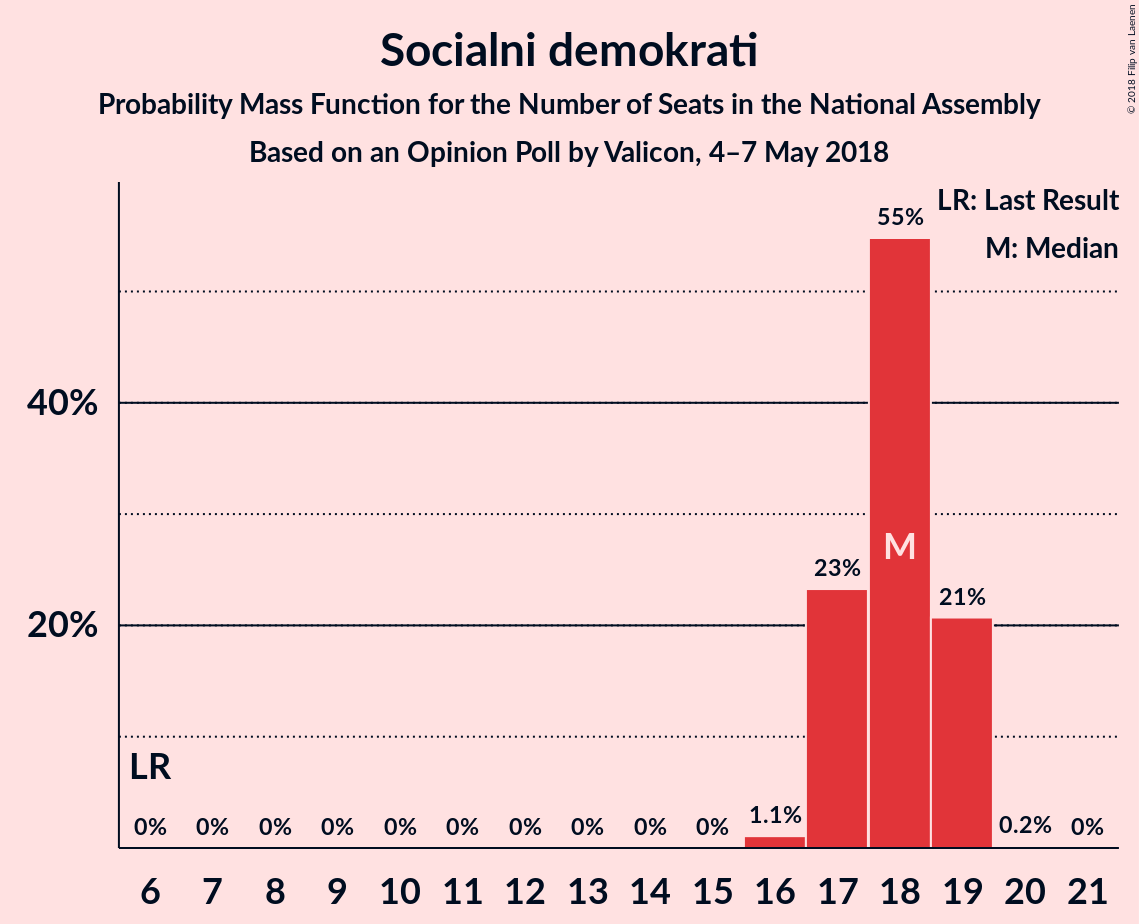 Socialni demokrati
Probability Mass Function for the Number of Seats in the National Assembly
Based on an Opinion Poll by Valicon, 4–7 May 2018
© 2018 Filip van Laenen
LR: Last Result
M: Median
55%
40%
M
23%
21%
20%
LR
0% 0% 0% 0% 0% 0% 0% 0% 0% 0% 1.1% 0.2% 0%
6 7 8 9 10 11 12 13 14 15 16 17 18 19 20 21